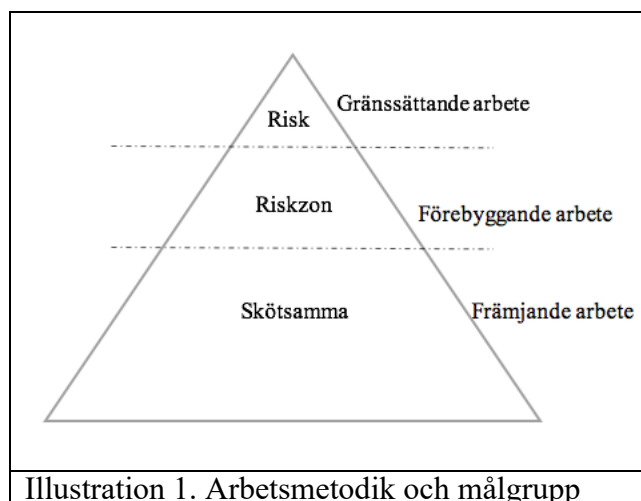 Gränssättande arbete
Risk
Riskzon
Förebyggande arbete
Skötsamma
Främjande arbete
Illustration 1. Arbetsmetodik och målgrupp